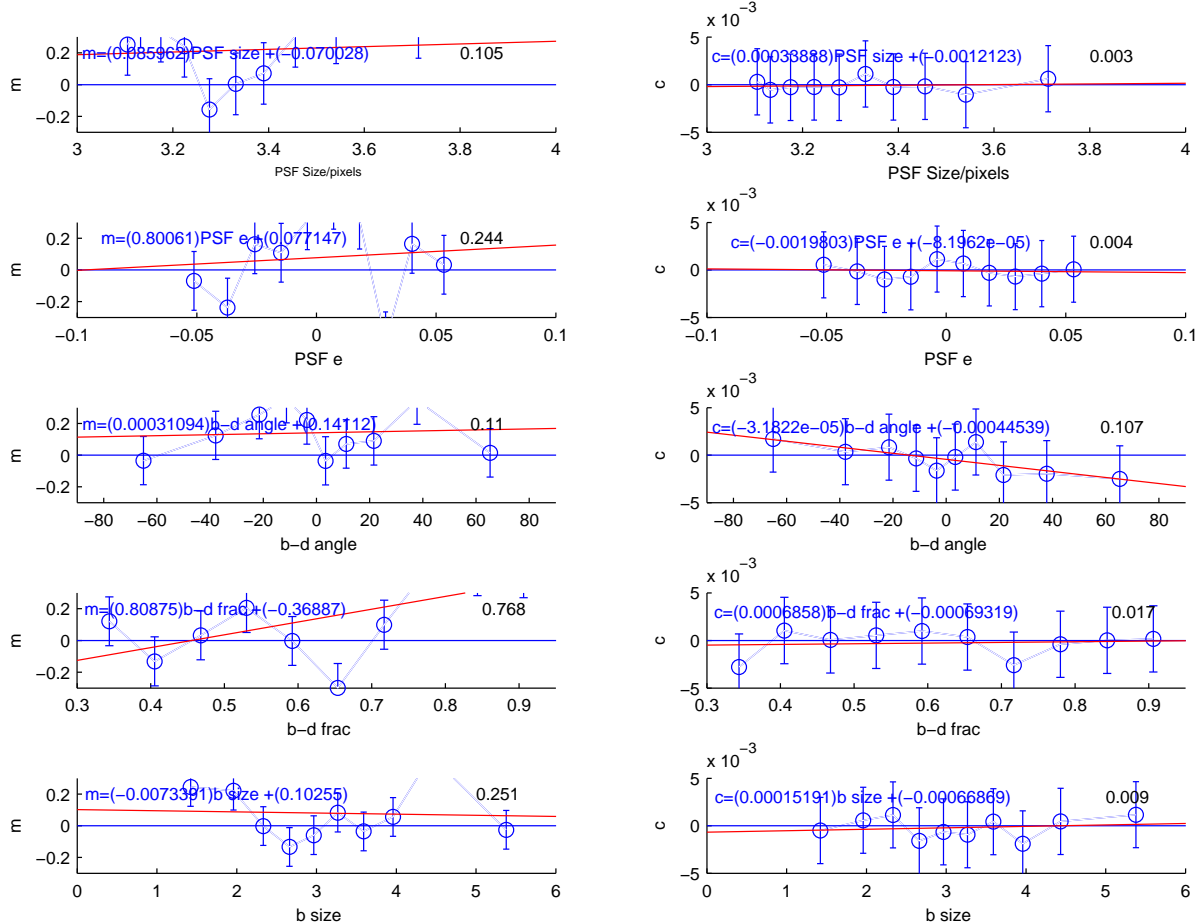 m=(0.085962)PSF size +(−0.070028)
0.105
0.2
0
−0.2
m
3 3.2 3.4 3.6 3.8 4
PSF Size/pixels
x 10−3
c=(0.00033888)PSF size +(−0.0012123)
0.003
5
0
−5
c
3 3.2 3.4 3.6 3.8 4
PSF Size/pixels
m=(0.80061)PSF e +(0.077147)
0.244
0.2
0
−0.2
m
−0.1 −0.05 0 0.05 0.1
PSF e
x 10−3
c=(−0.0019803)PSF e +(−8.1962e−05)
0.004
5
0
−5
c
−0.1 −0.05 0 0.05 0.1
PSF e
m=(0.00031094)b−d angle +(0.14112)
0.11
0.2
0
−0.2
m
−80 −60 −40 −20 0 20 40 60 80
b−d angle
x 10−3
c=(−3.1822e−05)b−d angle +(−0.00044539)
0.107
5
0
−5
c
−80 −60 −40 −20 0 20 40 60 80
b−d angle
m=(0.80875)b−d frac +(−0.36887)
0.768
0.2
0
−0.2
m
0.3 0.4 0.5 0.6 0.7 0.8 0.9
b−d frac
x 10−3
c=(0.0006858)b−d frac +(−0.00069319)
0.017
5
0
−5
c
0.3 0.4 0.5 0.6 0.7 0.8 0.9
b−d frac
m=(−0.0073391)b size +(0.10255)
0.251
0.2
0
−0.2
m
0 1 2 3 4 5 6
b size
x 10−3
c=(0.00015191)b size +(−0.00066869)
0.009
5
0
−5
c
0 1 2 3 4 5 6
b size